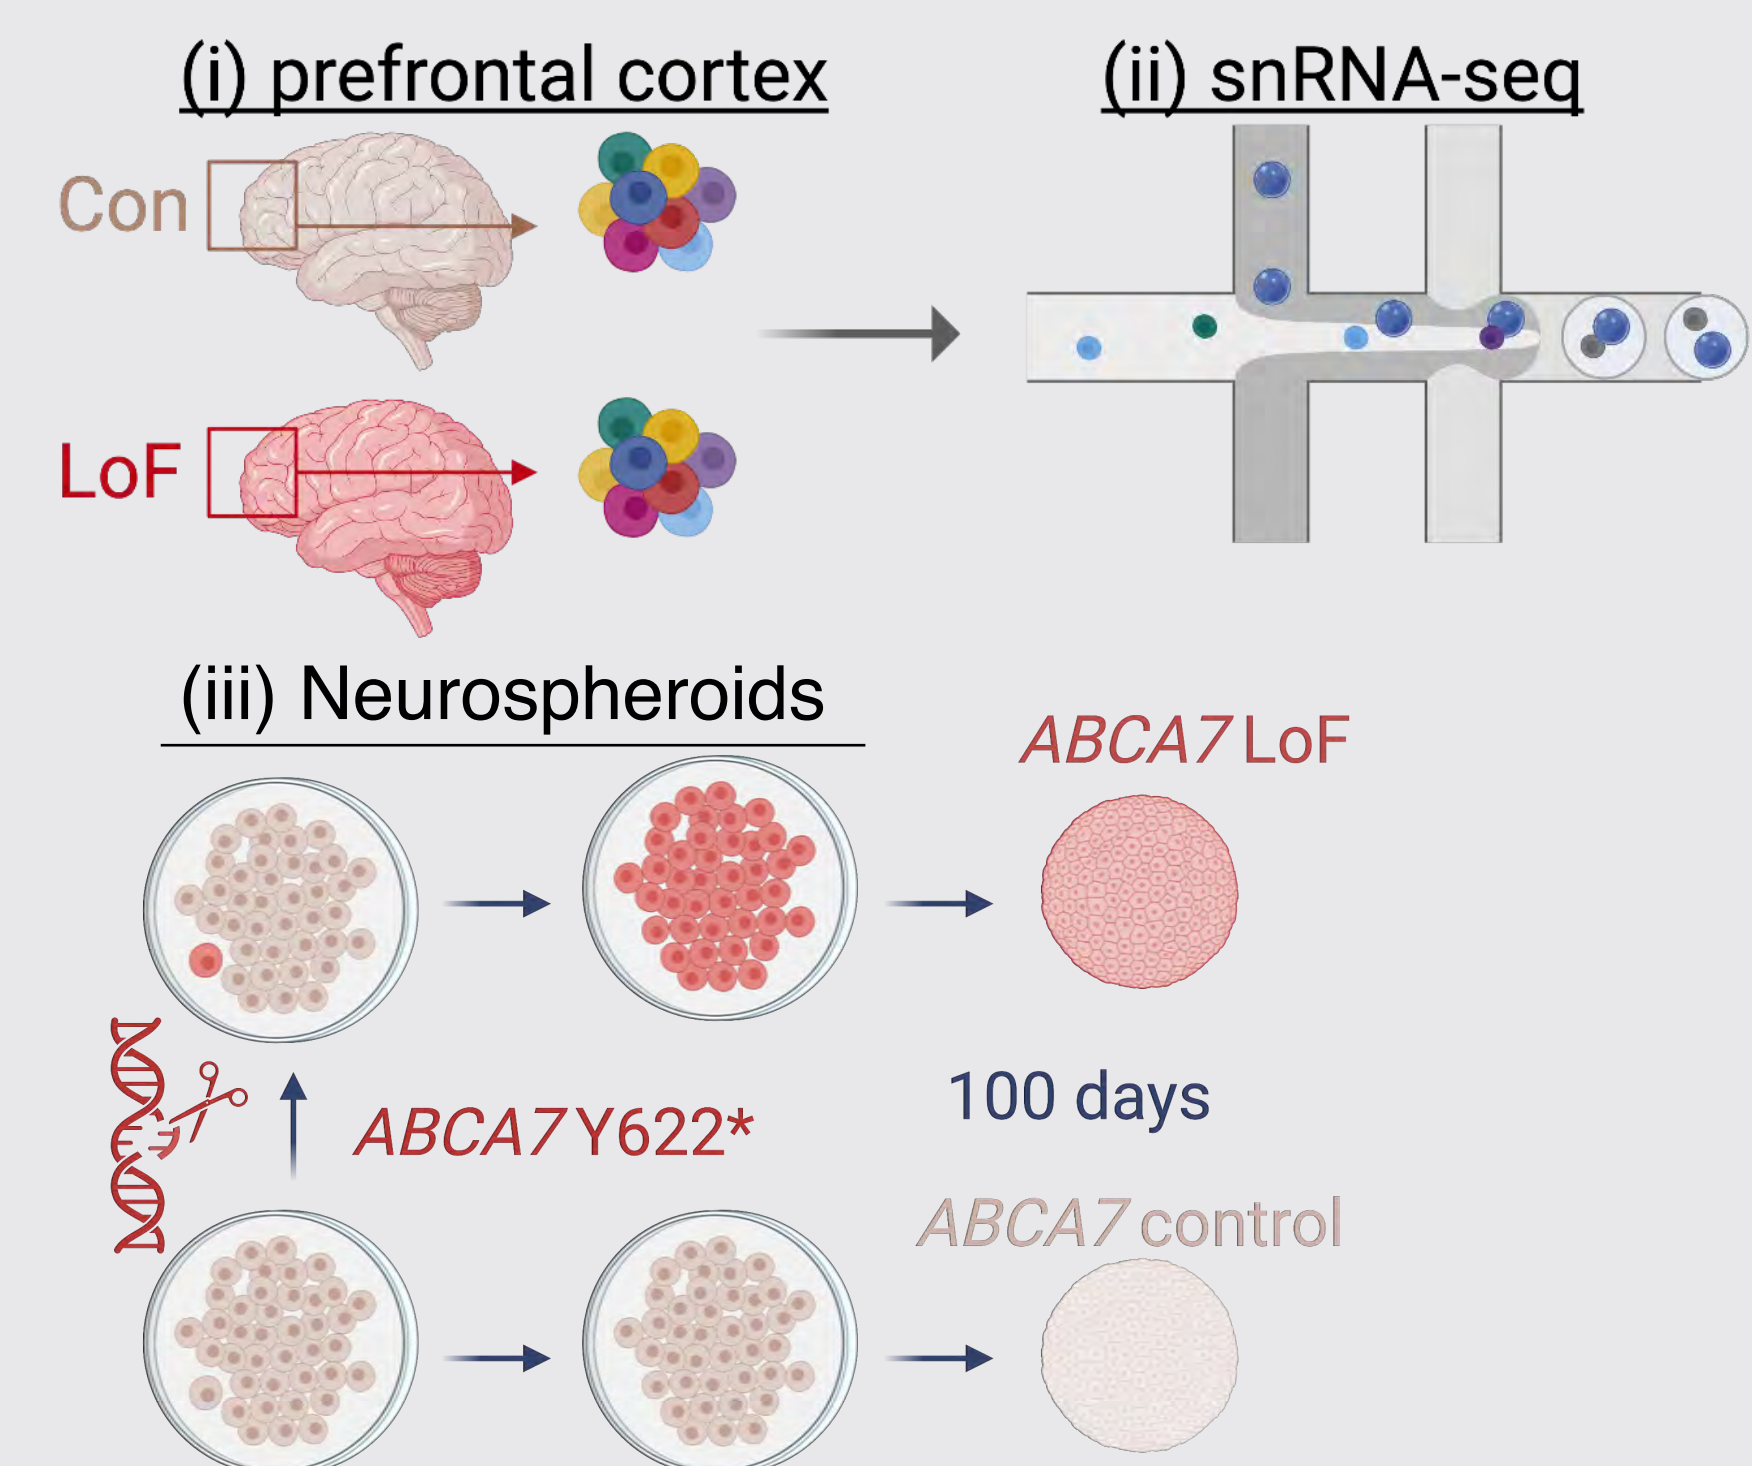 (i) prefrontal cortex
(ii) snRNA-seq
Con
LoF
(iii) Neurospheroids
ABCA7 LoF
100 days
ABCA7 Y622*
ABCA7 control